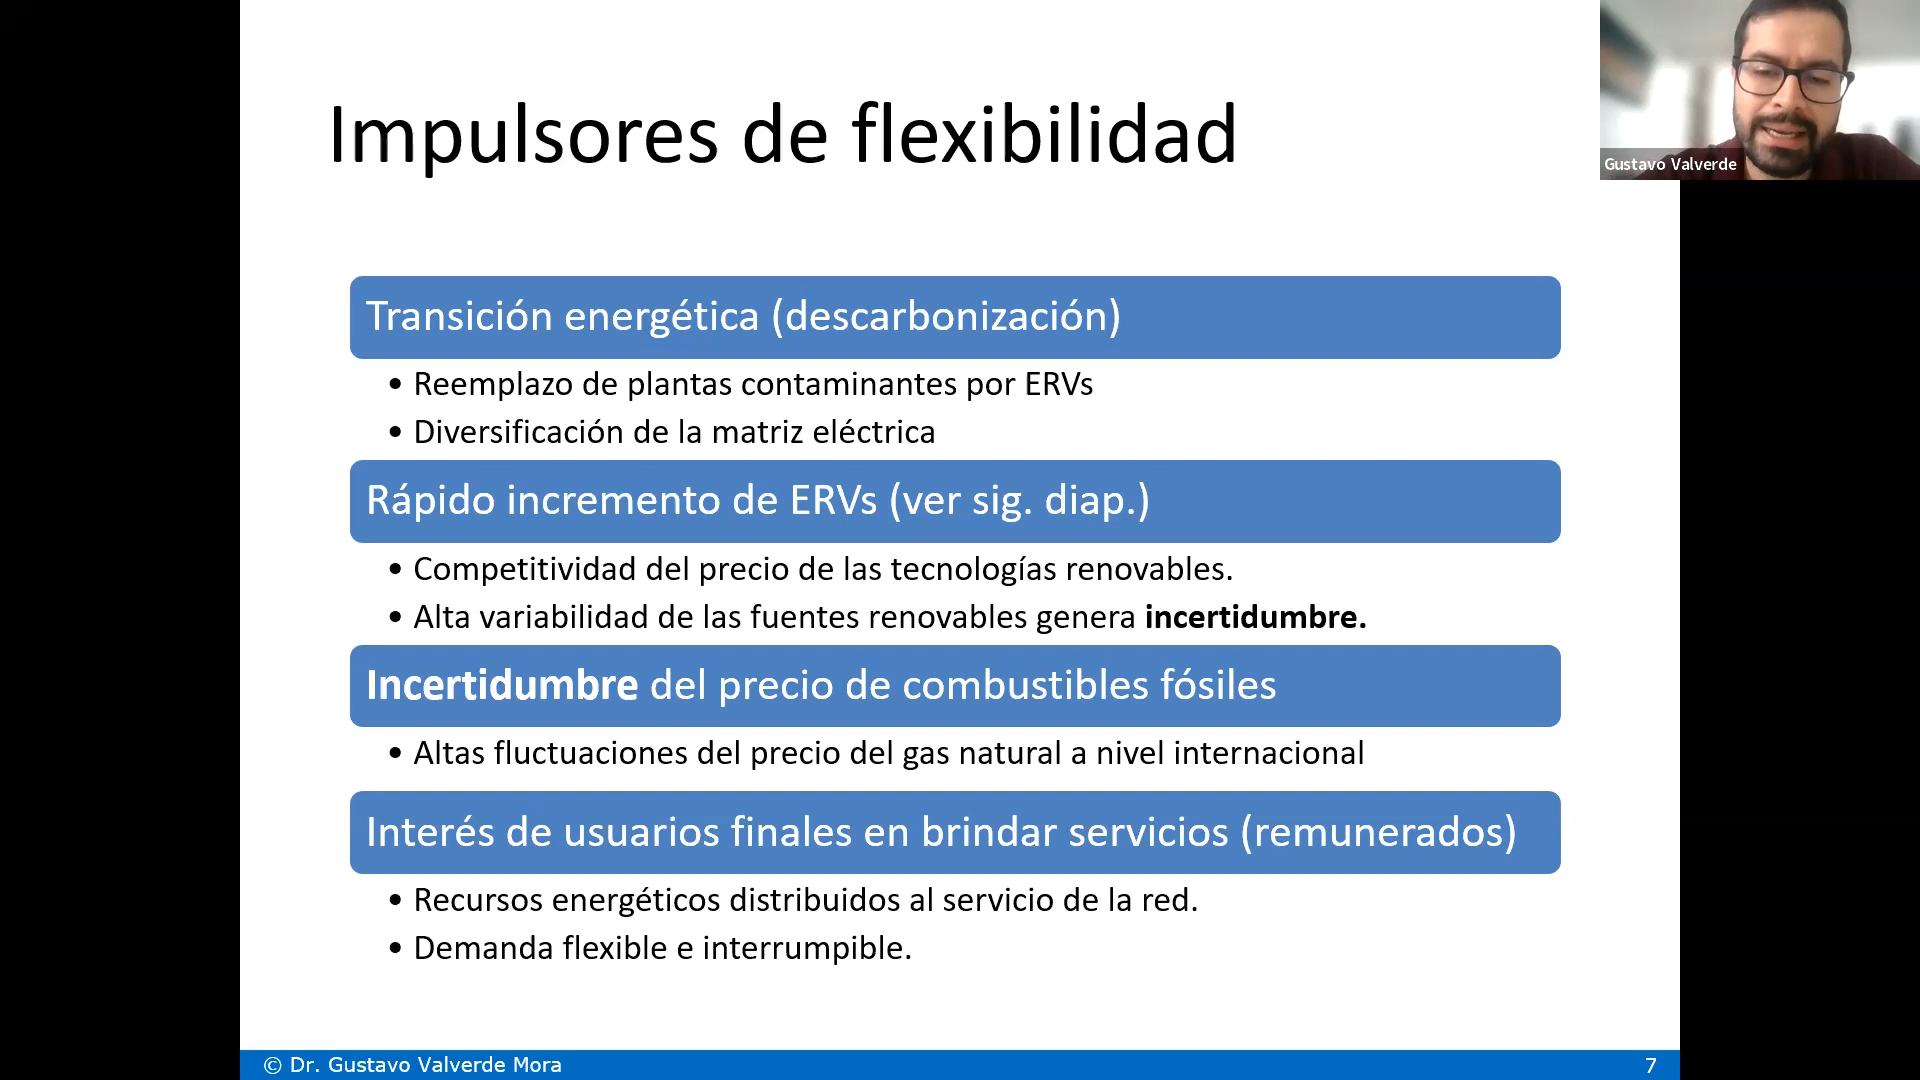 Impulsores de flexibilidad
Gustavo Valverde
Transición energética (descarbonización)
• Reemplazo de plantas contaminantes por ERVs
• Diversificación de la matriz eléctrica
Rápido incremento de ERVs (ver sig. diap.)
• Competitividad del precio de las tecnologías renovables.
• Alta variabilidad de las fuentes renovables genera incertidumbre.
Incertidumbre del precio de combustibles fósiles
• Altas fluctuaciones del precio del gas natural a nivel internacional
Interés de usuarios finales en brindar servicios (remunerados)
• Recursos energéticos distribuidos al servicio de la red.
• Demanda flexible e interrumpible.
© Dr. Gustavo Valverde Mora
7